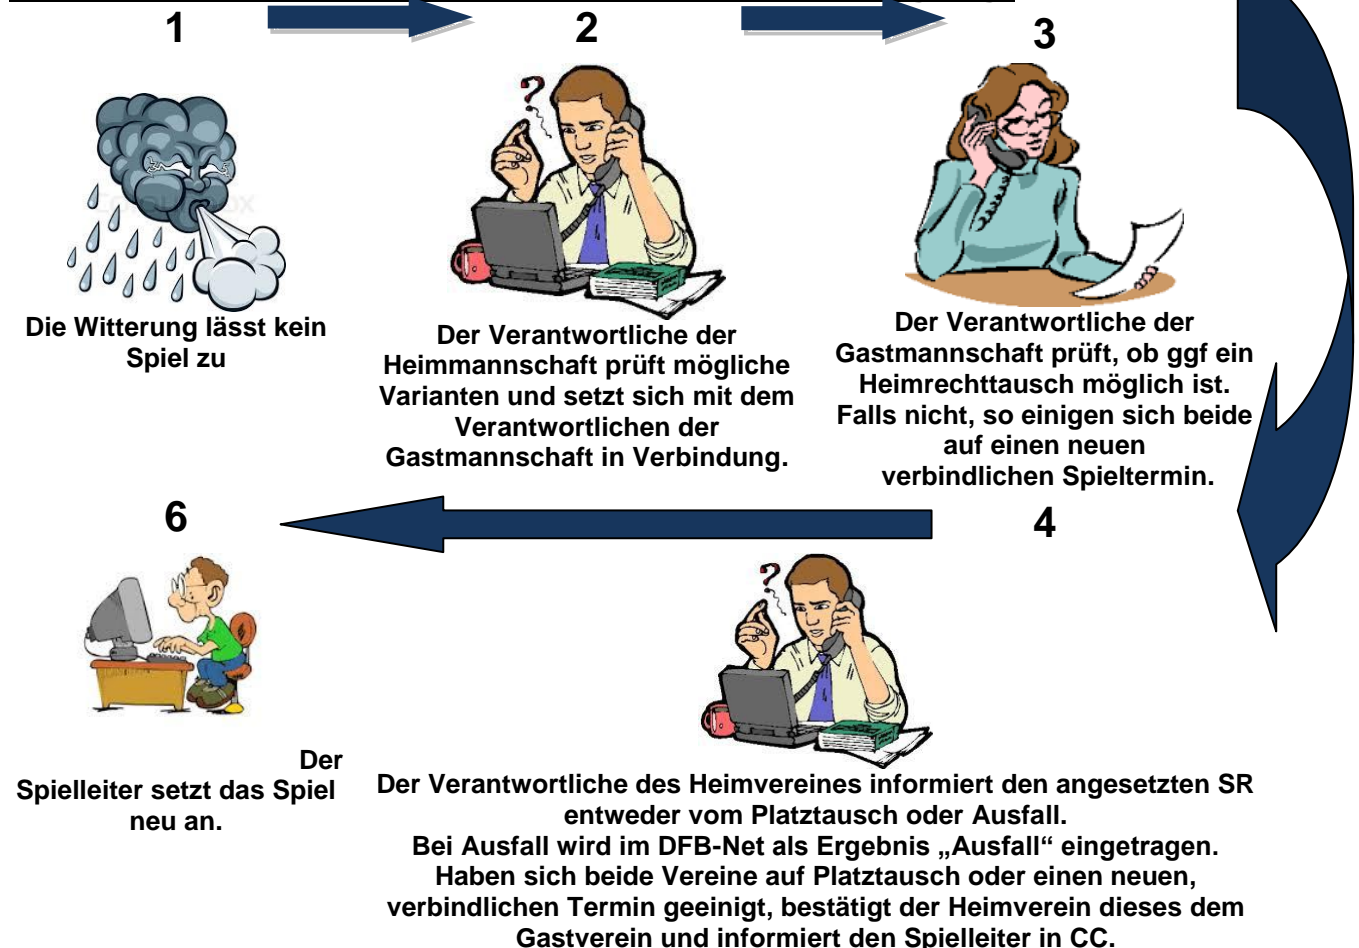 1
2
3
Die Witterung lässt kein
Spiel zu
Der Verantwortliche der
Heimmannschaft prüft mögliche
Varianten und setzt sich mit dem
Verantwortlichen der
Gastmannschaft in Verbindung.
Der Verantwortliche der
Gastmannschaft prüft, ob ggf ein
Heimrechttausch möglich ist.
Falls nicht, so einigen sich beide
auf einen neuen
verbindlichen Spieltermin.
4
Der Verantwortliche des Heimvereines informiert den angesetzten SR
entweder vom Platztausch oder Ausfall.
Bei Ausfall wird im DFB-Net als Ergebnis „Ausfall“ eingetragen.
Haben sich beide Vereine auf Platztausch oder einen neuen,
verbindlichen Termin geeinigt, bestätigt der Heimverein dieses dem
Gastverein und informiert den Spielleiter in CC.
6
Der
Spielleiter setzt das Spiel
neu an.